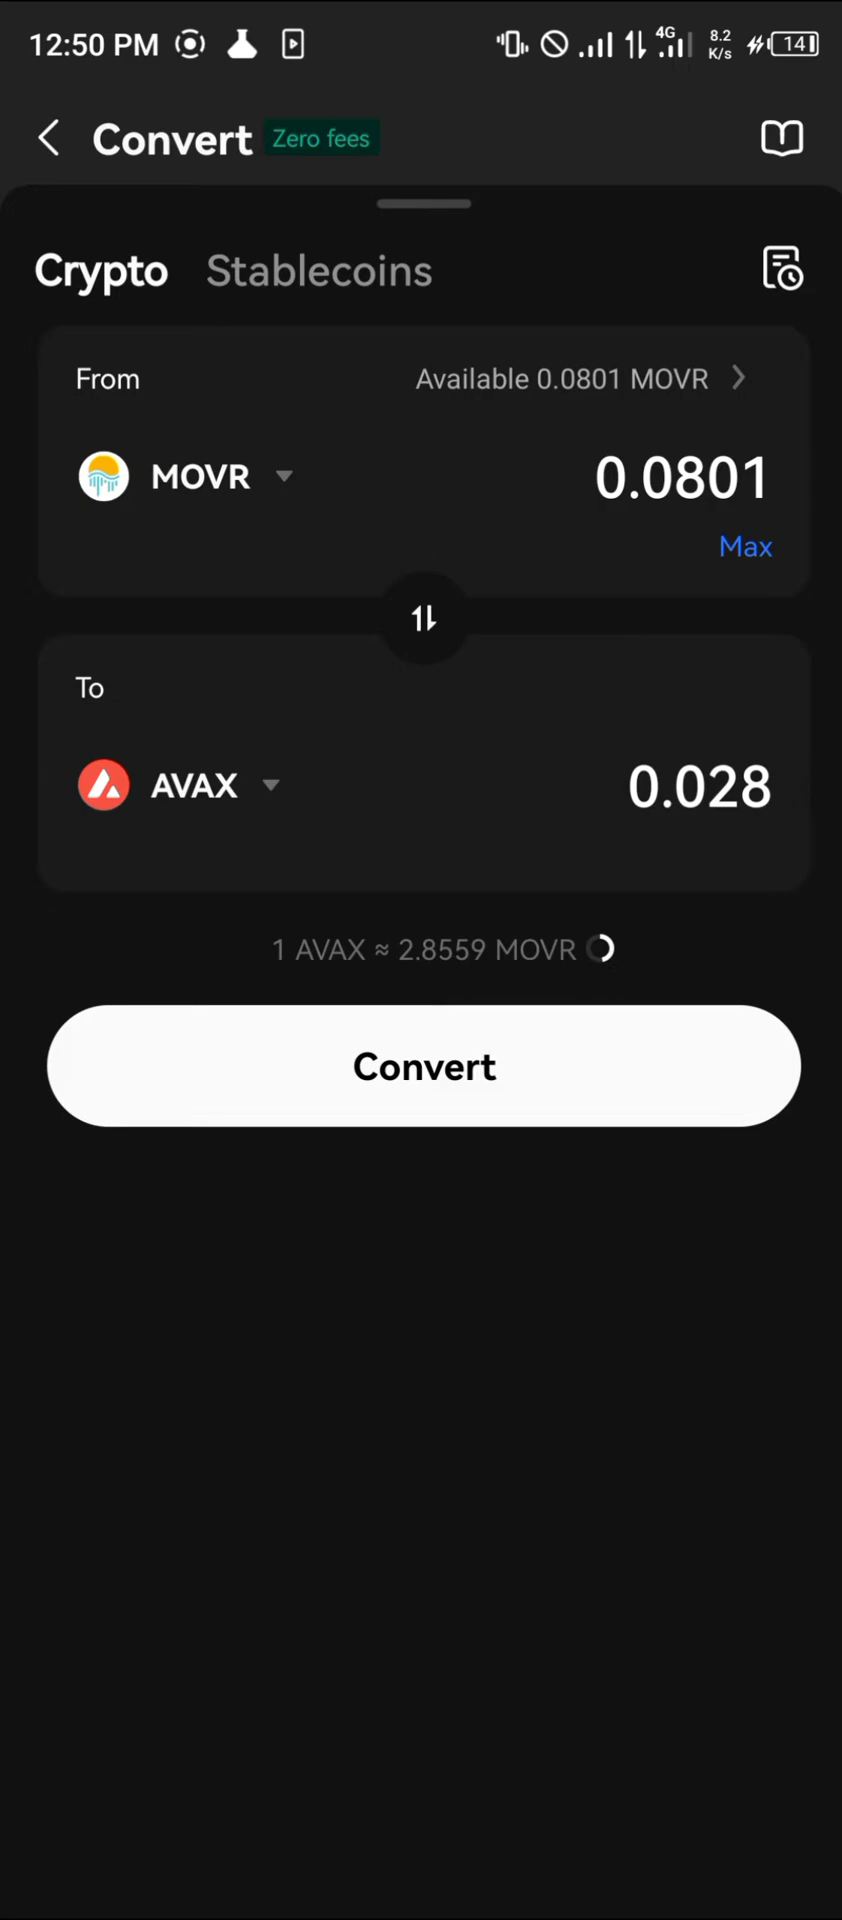 12:50 PM 4G 8.2 K/s 14
Convert Zero fees
Crypto Stablecoins
From Available 0.0801 MOVR
MOVR 0.0801
Max
To
AVAX 0.028
1 AVAX ≈ 2.8559 MOVR
Convert